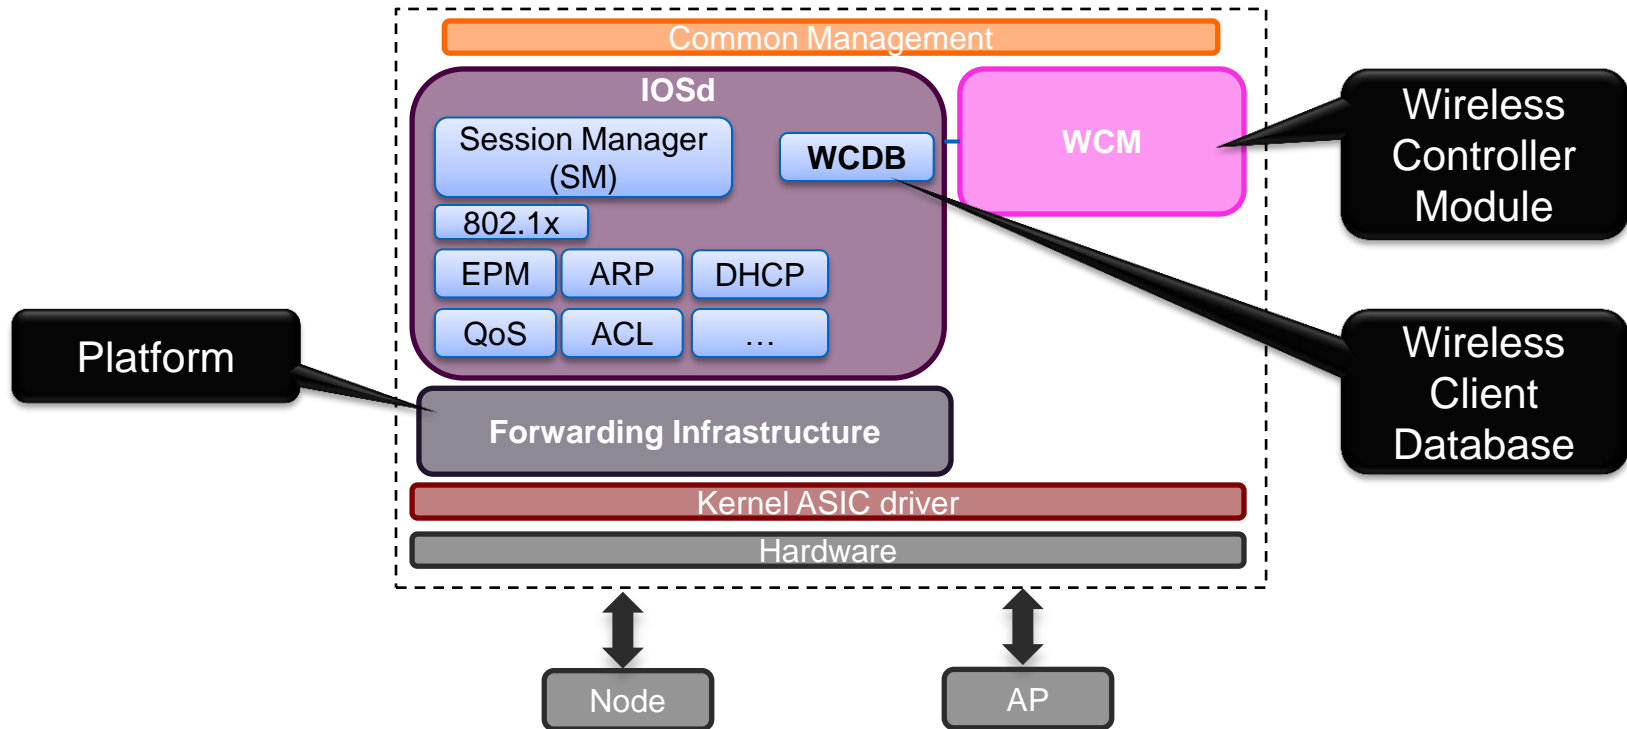 Common Management
IOSd
Session Manager
(SM)
WCDB
802.1x
EPM
ARP
DHCP
QoS
ACL
…
WCM
Wireless
Controller
Module
Platform
Wireless
Client
Database
Forwarding Infrastructure
Kernel ASIC driver
Hardware
Node
AP